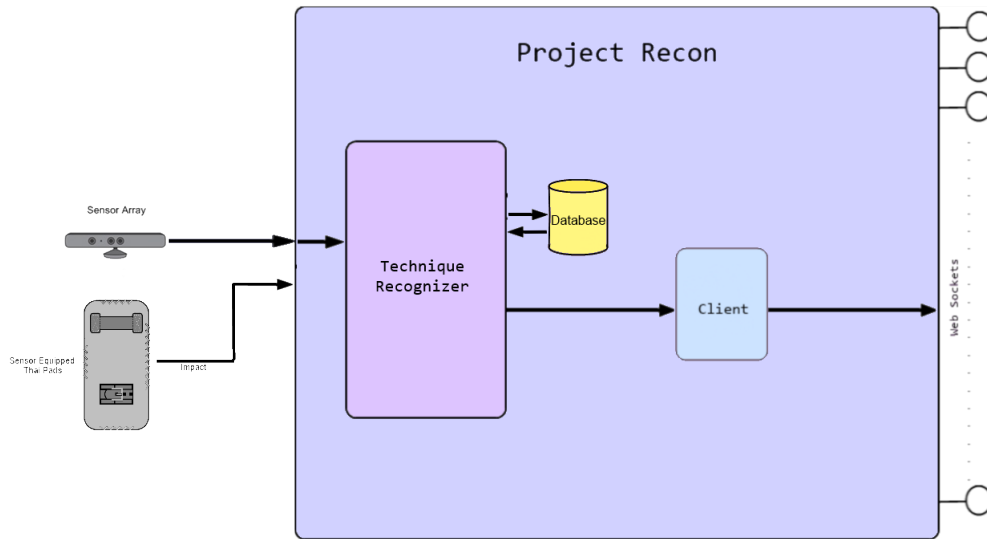 Project Recon
Sensor Array
Database
Technique
Recognizer
Client
Web Sockets
Sensor Equipped
Thai Pads
Impact